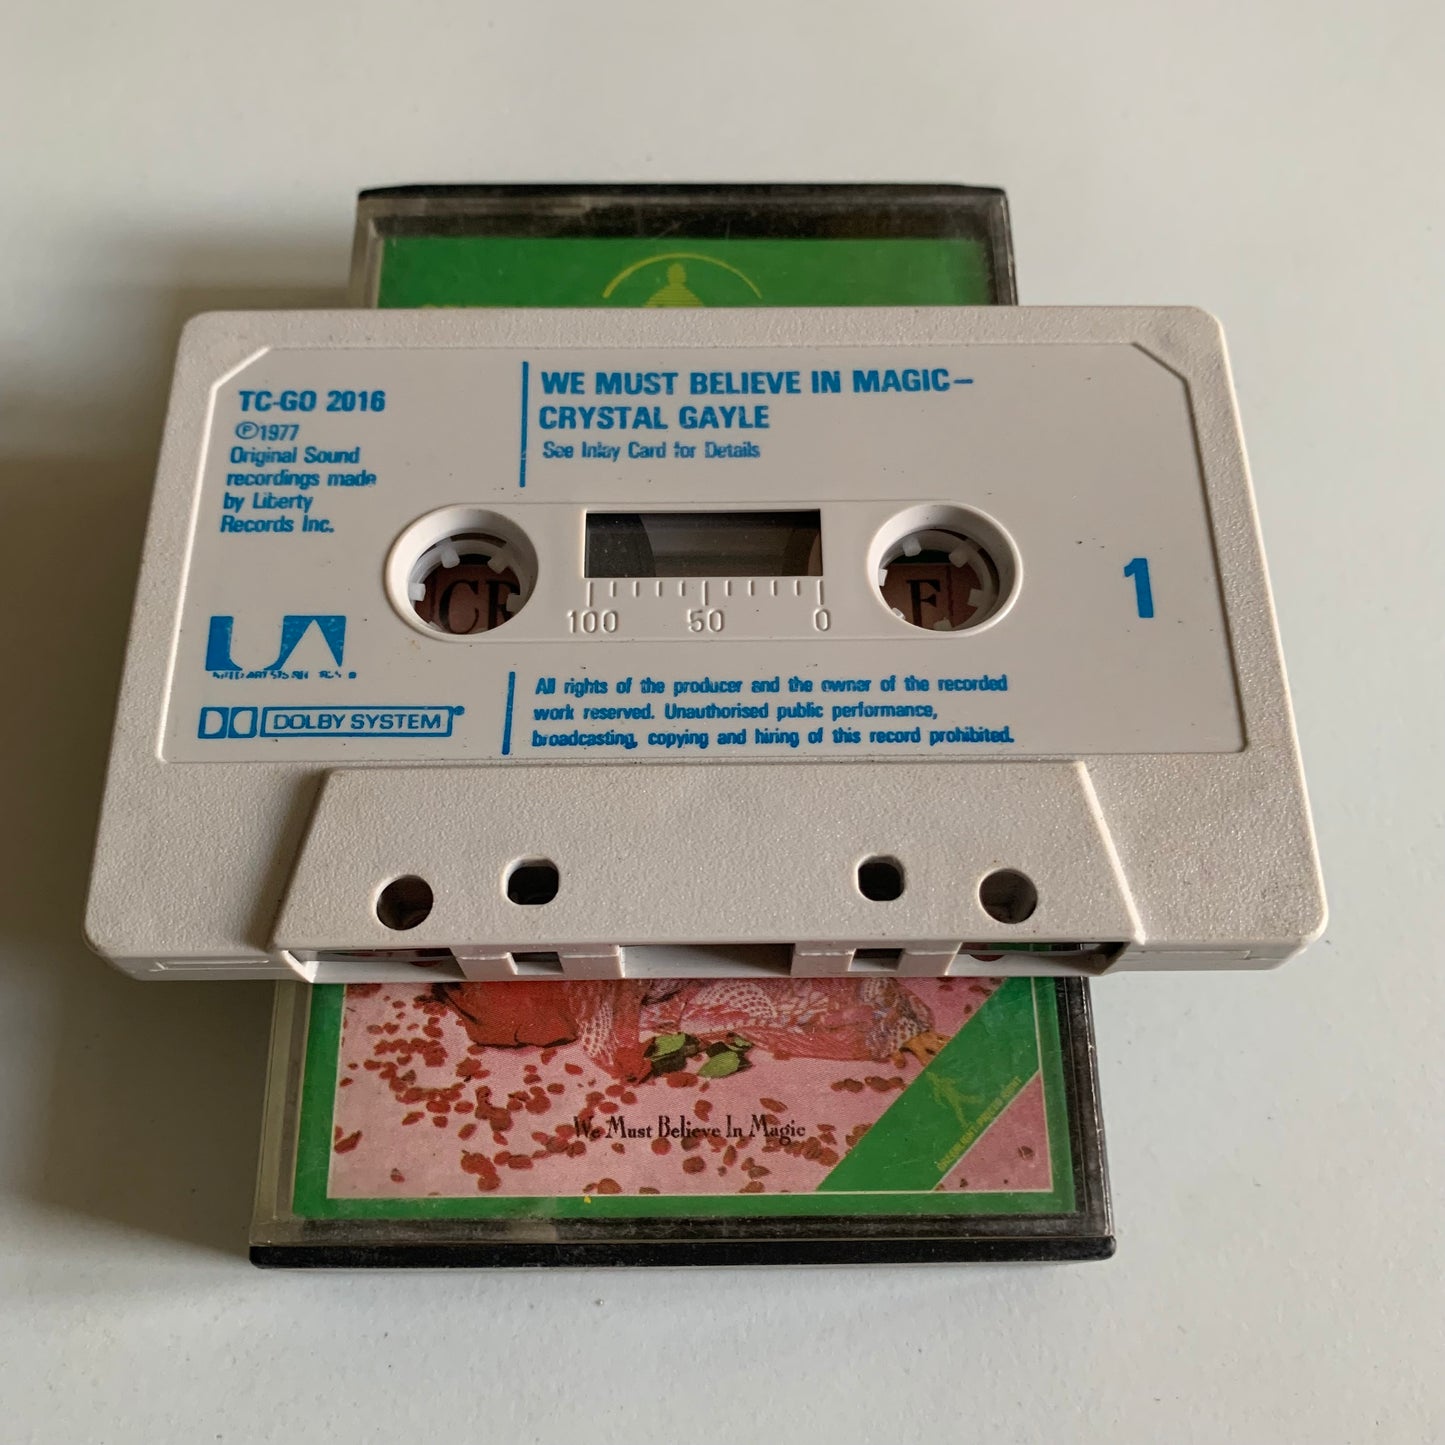 TC-GO 2016
Ⓟ1977
Original Sound
recordings made
by Liberty
Records Inc.
WE MUST BELIEVE IN MAGIC–
CRYSTAL GAYLE
See Inlay Card for Details
100 50 0
1
UA
DOLBY SYSTEM®
All rights of the producer and the owner of the recorded
work reserved. Unauthorised public performance,
broadcasting, copying and hiring of this record prohibited.
We Must Believe In Magic